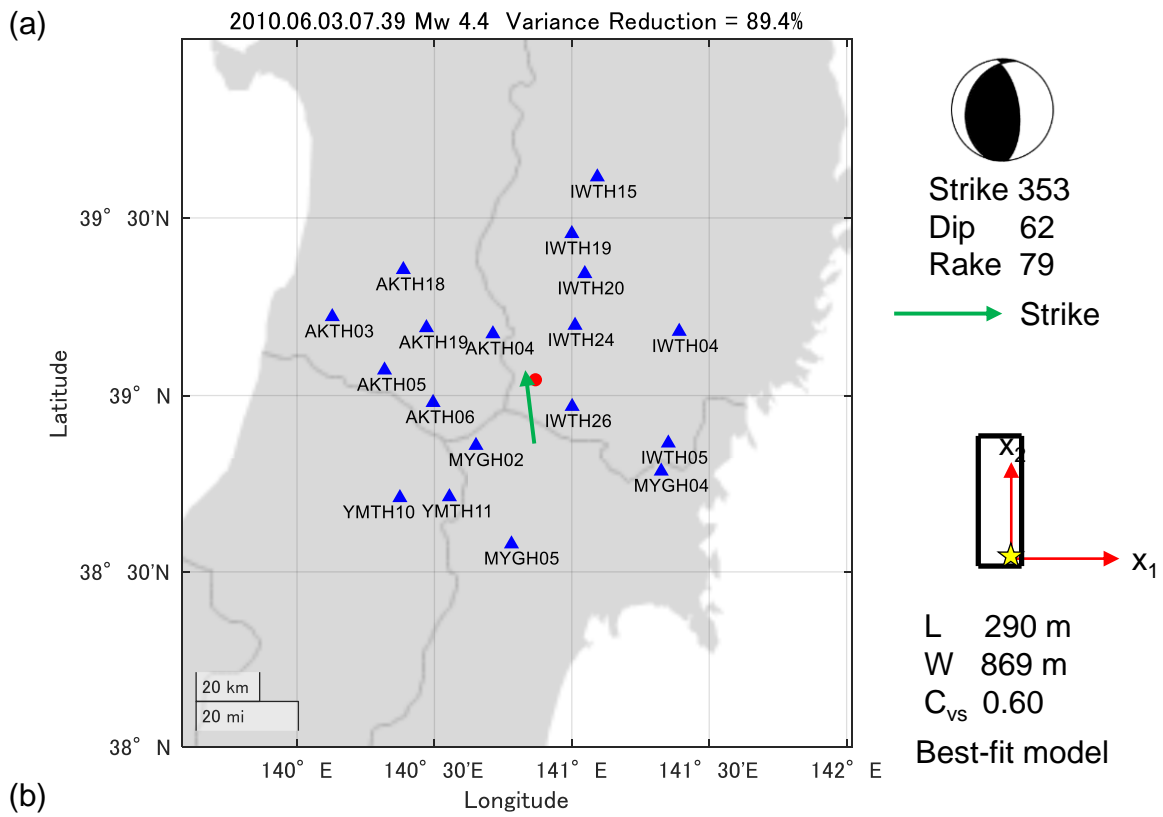 (a)
2010.06.03.07.39 Mw 4.4 Variance Reduction = 89.4%
Strike 353
Dip 62
Rake 79
Strike
39° 30'N
39° N
38° 30'N
38° N
Latitude
IWTH15
IWTH19
AKTH18
IWTH20
AKTH03
AKTH19
AKTH04
IWTH24
IWTH04
AKTH05
AKTH06
IWTH26
MYGH02
IWTH05
MYGH04
YMTH10
YMTH11
MYGH05
20 km
20 mi
140° E
140° 30'E
141° E
141° 30'E
142° E
Longitude
x2
x1
L 290 m
W 869 m
Cvs 0.60
Best-fit model
(b)